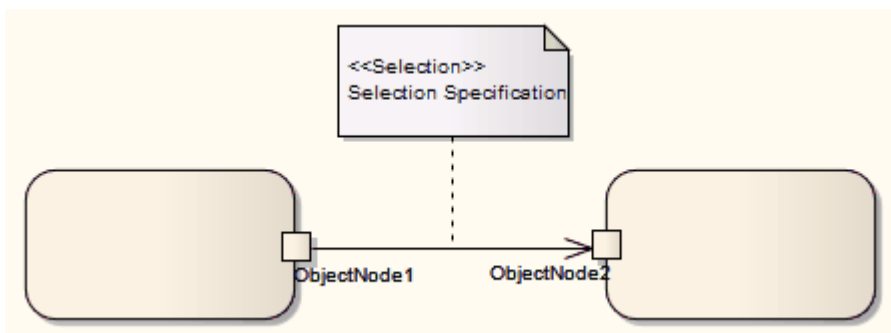 <<Selection>>
Selection Specification
ObjectNode1
ObjectNode2